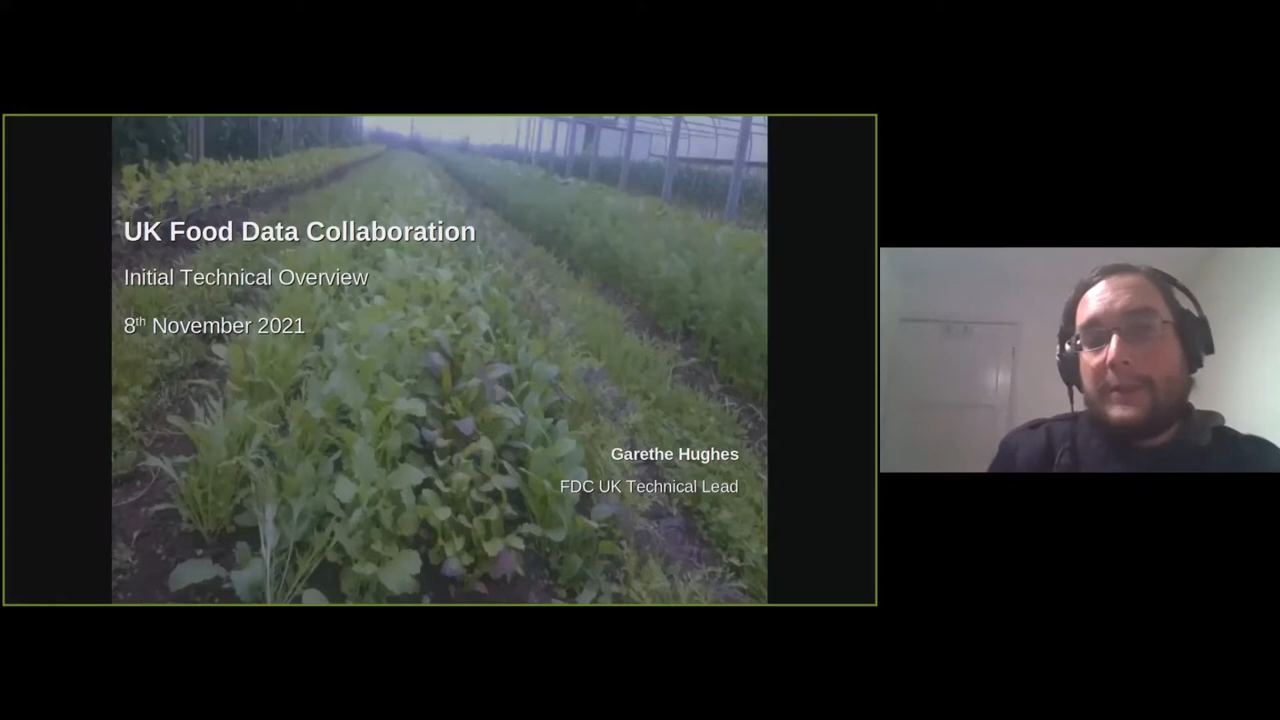 UK Food Data Collaboration
Initial Technical Overview
8th November 2021
Garethe Hughes
FDC UK Technical Lead